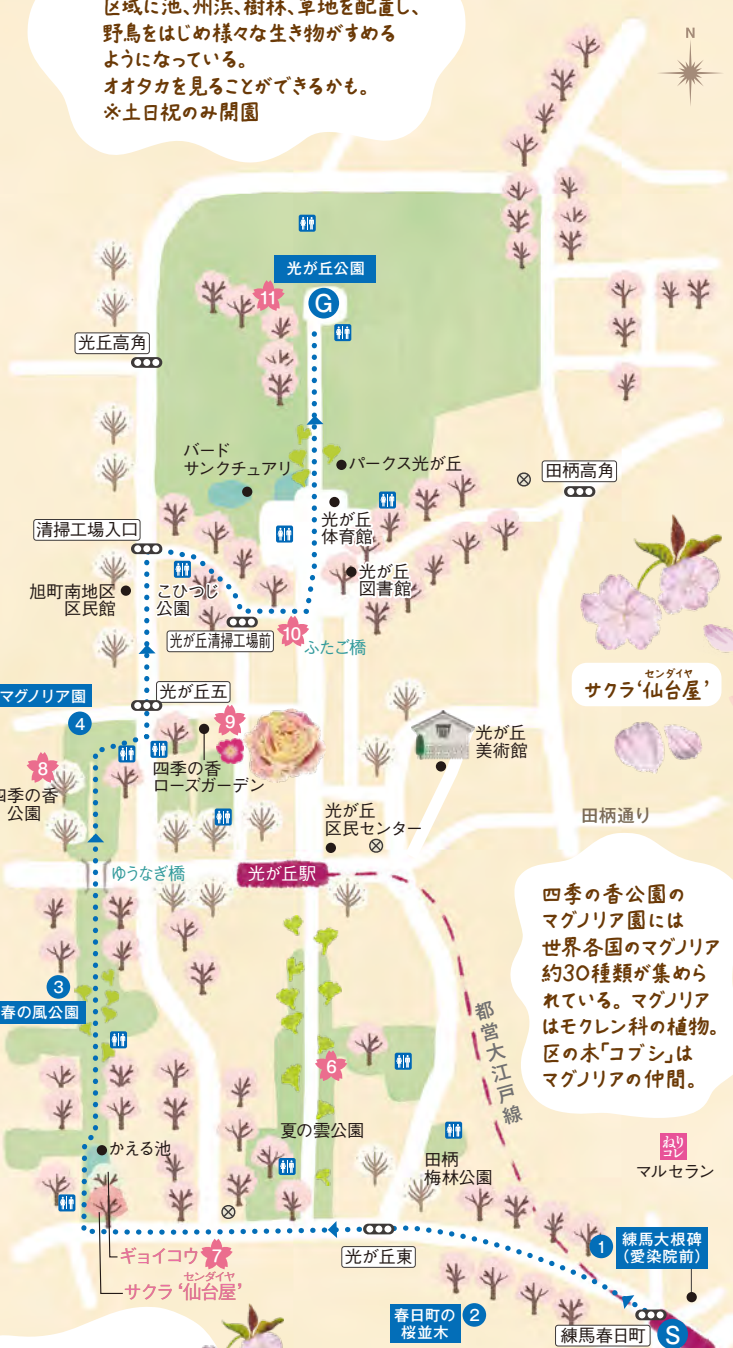 区域に池、州浜、樹林、草地を配置し、
野鳥をはじめ様々な生き物がすめる
ようになっている。
オオタカを見ることができるかも。
※土日祝のみ開園
N
光が丘公園
11
G
光丘高角
バード
サンクチュアリ
パークス光が丘
田柄高角
清掃工場入口
光が丘
体育館
旭町南地区
区民館
こひつじ
公園
光が丘
図書館
光が丘清掃工場前
10
ふたご橋
センダイヤ
サクラ‘仙台屋’
マグノリア園
4
光が丘五
9
四季の香
ローズガーデン
光が丘
美術館
8
四季の香
公園
光が丘
区民センター
田柄通り
ゆうなぎ橋
光が丘駅
四季の香公園の
マグノリア園には
世界各国のマグノリア
約30種類が集めら
れている。マグノリア
はモクレン科の植物。
区の木「コブシ」は
マグノリアの仲間。
3
春の風公園
都営大江戸線
6
夏の雲公園
かえる池
田柄
梅林公園
ねり
コレ
マルセラン
ギョイコウ
7
センダイヤ
サクラ‘仙台屋’
光が丘東
1
練馬大根碑
（愛染院前）
春日町の
桜並木
2
練馬春日町
S